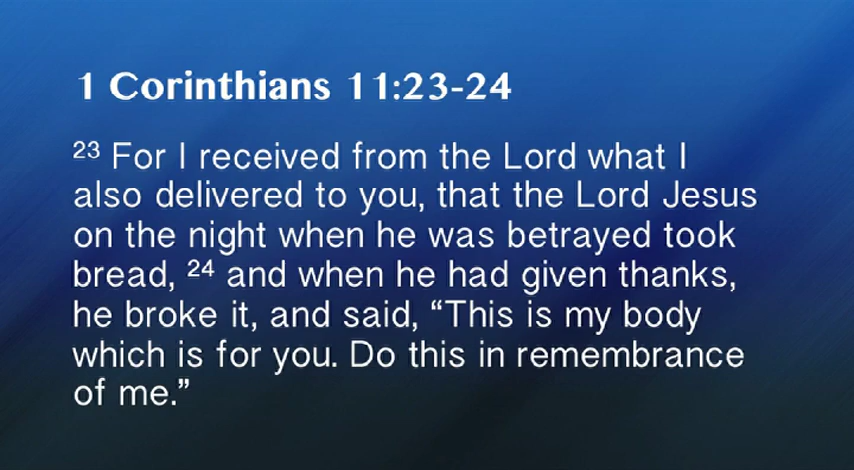 1 Corinthians 11:23-24
23 For I received from the Lord what I
also delivered to you, that the Lord Jesus
on the night when he was betrayed took
bread, 24 and when he had given thanks,
he broke it, and said, “This is my body
which is for you. Do this in remembrance
of me.”